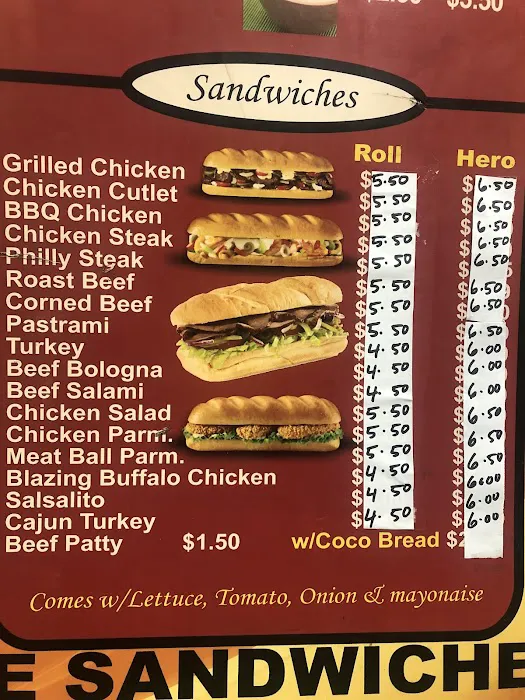 Sandwiches
Roll Hero
Grilled Chicken $5.50 $6.50
Chicken Cutlet $5.50 $6.50
BBQ Chicken $5.50 $6.50
Chicken Steak $5.50 $6.50
Philly Steak $5.50 $6.50
Roast Beef $5.50 $6.50
Corned Beef $5.50 $6.50
Pastrami $5.50 $6.50
Turkey $4.50 $6.00
Beef Bologna $4.50 $6.00
Beef Salami $4.50 $6.00
Chicken Salad $5.50 $6.50
Chicken Parm. $5.50 $6.50
Meat Ball Parm. $5.50 $6.50
Blazing Buffalo Chicken $4.50 $6.00
Salsalito $4.50 $6.00
Cajun Turkey $4.50 $6.00
Beef Patty $1.50 w/Coco Bread $2
Comes w/Lettuce, Tomato, Onion & mayonaise
E SANDWICHE